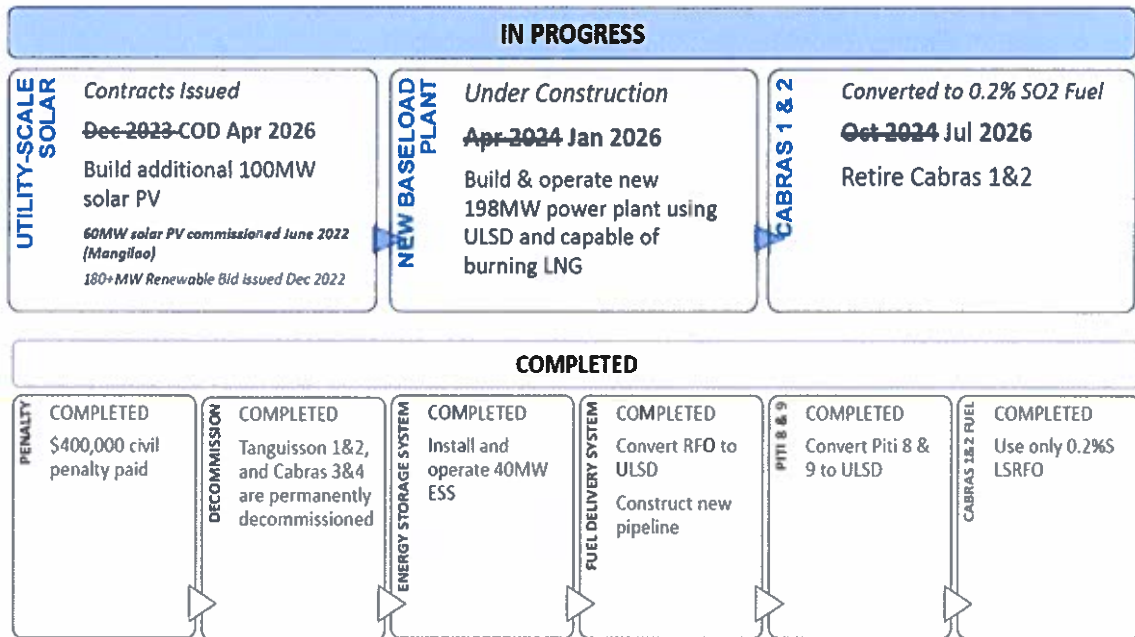 IN PROGRESS
UTILITY-SCALE
SOLAR
Contracts Issued
Dec 2023 COD Apr 2026
Build additional 100MW
solar PV
60MW solar PV commissioned June 2022
(Mangilao)
180+MW Renewable Bid issued Dec 2022
NEW BASELOAD
PLANT
Under Construction
Apr 2024 Jan 2026
Build & operate new
198MW power plant using
ULSD and capable of
burning LNG
CABRAS 1 & 2
Converted to 0.2% SO2 Fuel
Oct 2024 Jul 2026
Retire Cabras 1&2
COMPLETED
PENALTY
COMPLETED
$400,000 civil
penalty paid
DECOMMISSION
COMPLETED
Tanguisson 1&2,
and Cabras 3&4
are permanently
decommissioned
ENERGY STORAGE SYSTEM
COMPLETED
Install and
operate 40MW
ESS
FUEL DELIVERY SYSTEM
COMPLETED
Convert RFO to
ULSD
Construct new
pipeline
PITI 8 & 9
COMPLETED
Convert Piti 8 &
9 to ULSD
CABRAS 1&2 FUEL
COMPLETED
Use only 0.2%S
LSRFO